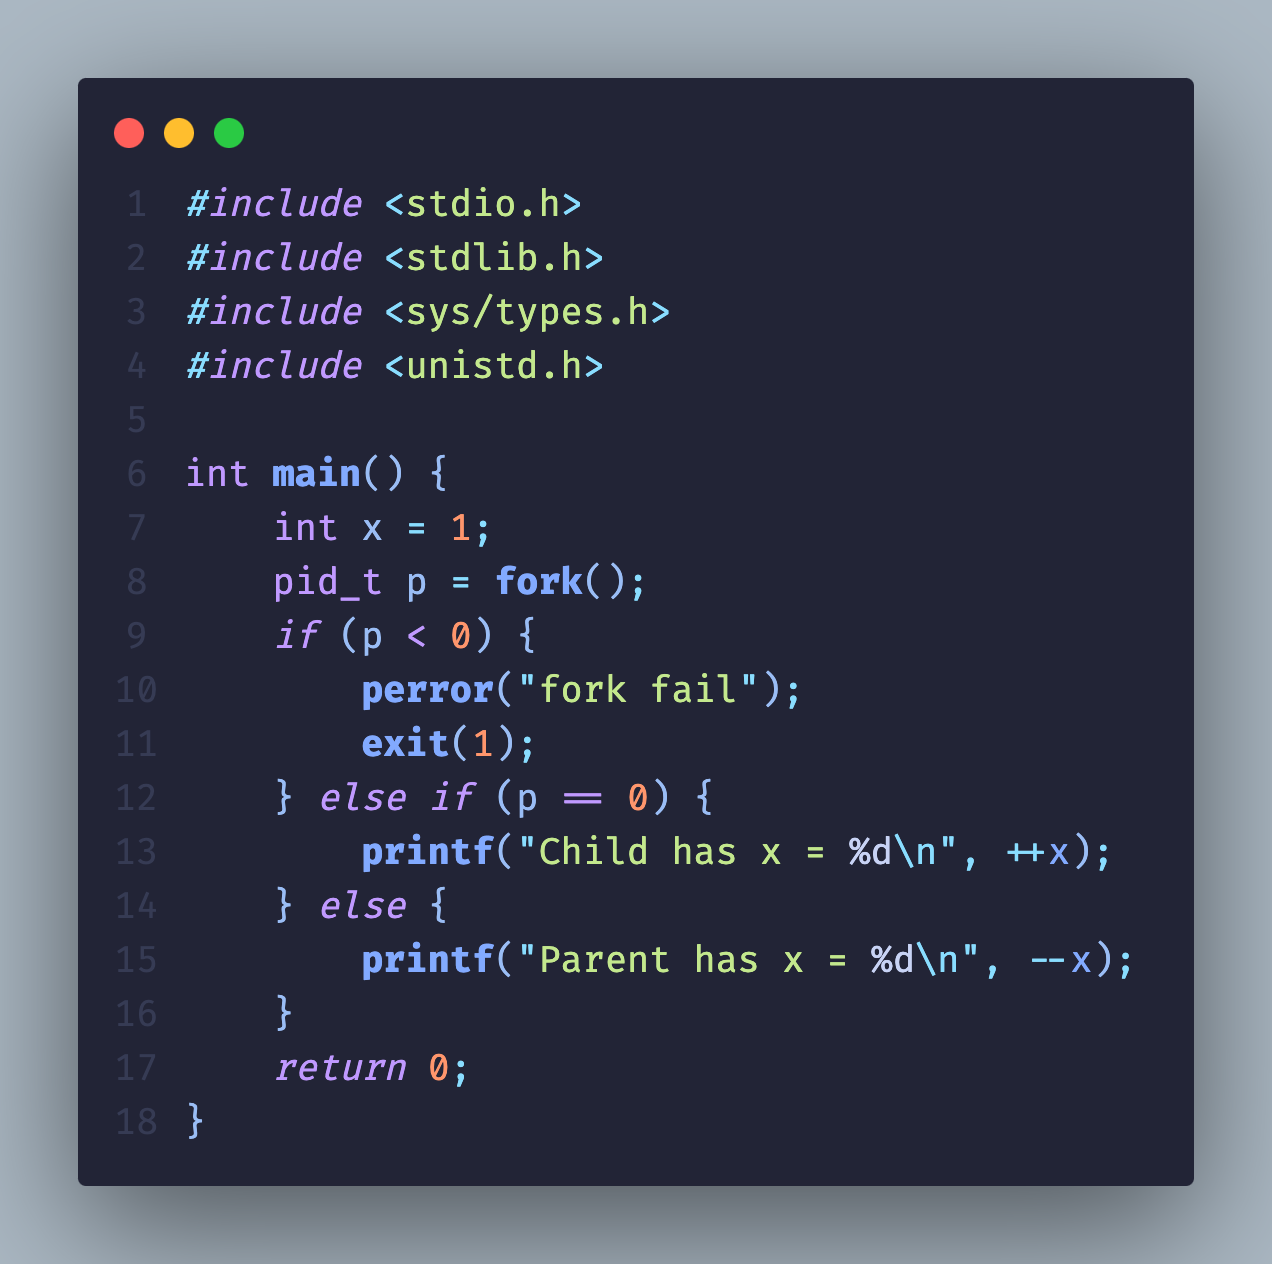 1 #include <stdio.h>
2 #include <stdlib.h>
3 #include <sys/types.h>
4 #include <unistd.h>
5
6 int main() {
7     int x = 1;
8     pid_t p = fork();
9     if (p < 0) {
10         perror("fork fail");
11         exit(1);
12     } else if (p == 0) {
13         printf("Child has x = %d\n", ++x);
14     } else {
15         printf("Parent has x = %d\n", --x);
16     }
17     return 0;
18 }